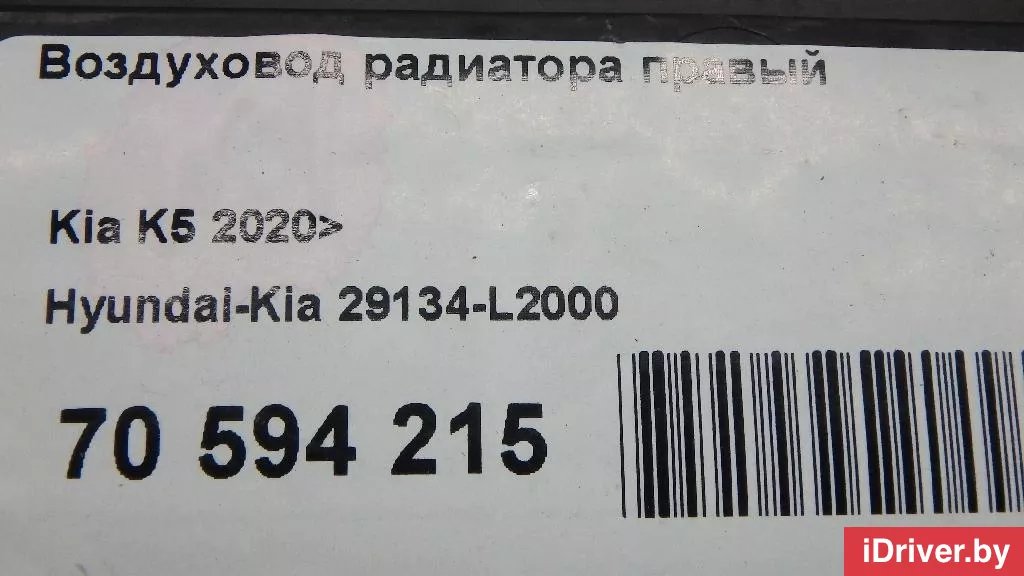 Воздуховод радиатора правый
Kia K5 2020>
Hyundai-Kia 29134-L2000
70 594 215
iDriver.by